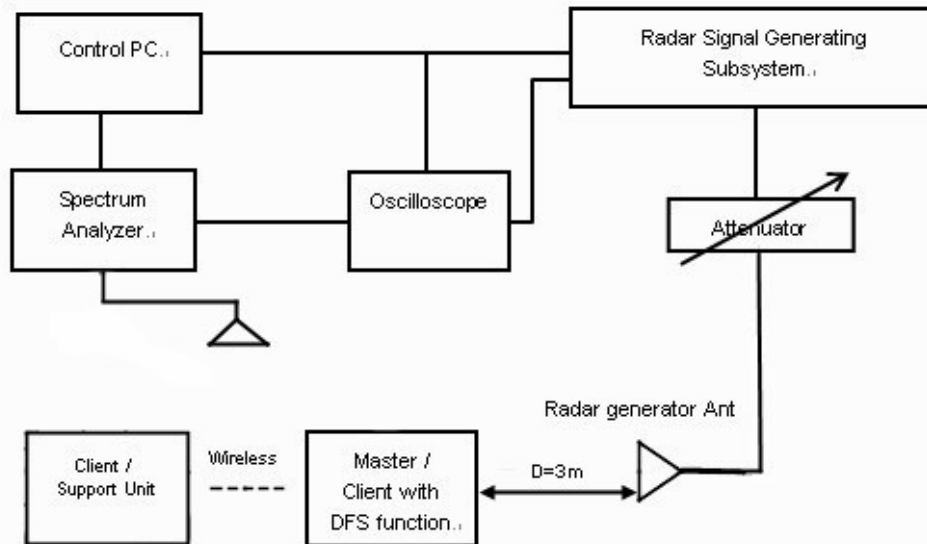 Control PC.
Radar Signal Generating
Subsystem.
Spectrum
Analyzer.
Oscilloscope
Attenuator
Radar generator Ant
Client /
Support Unit
Wireless
Master /
Client with
DFS function.
D=3m